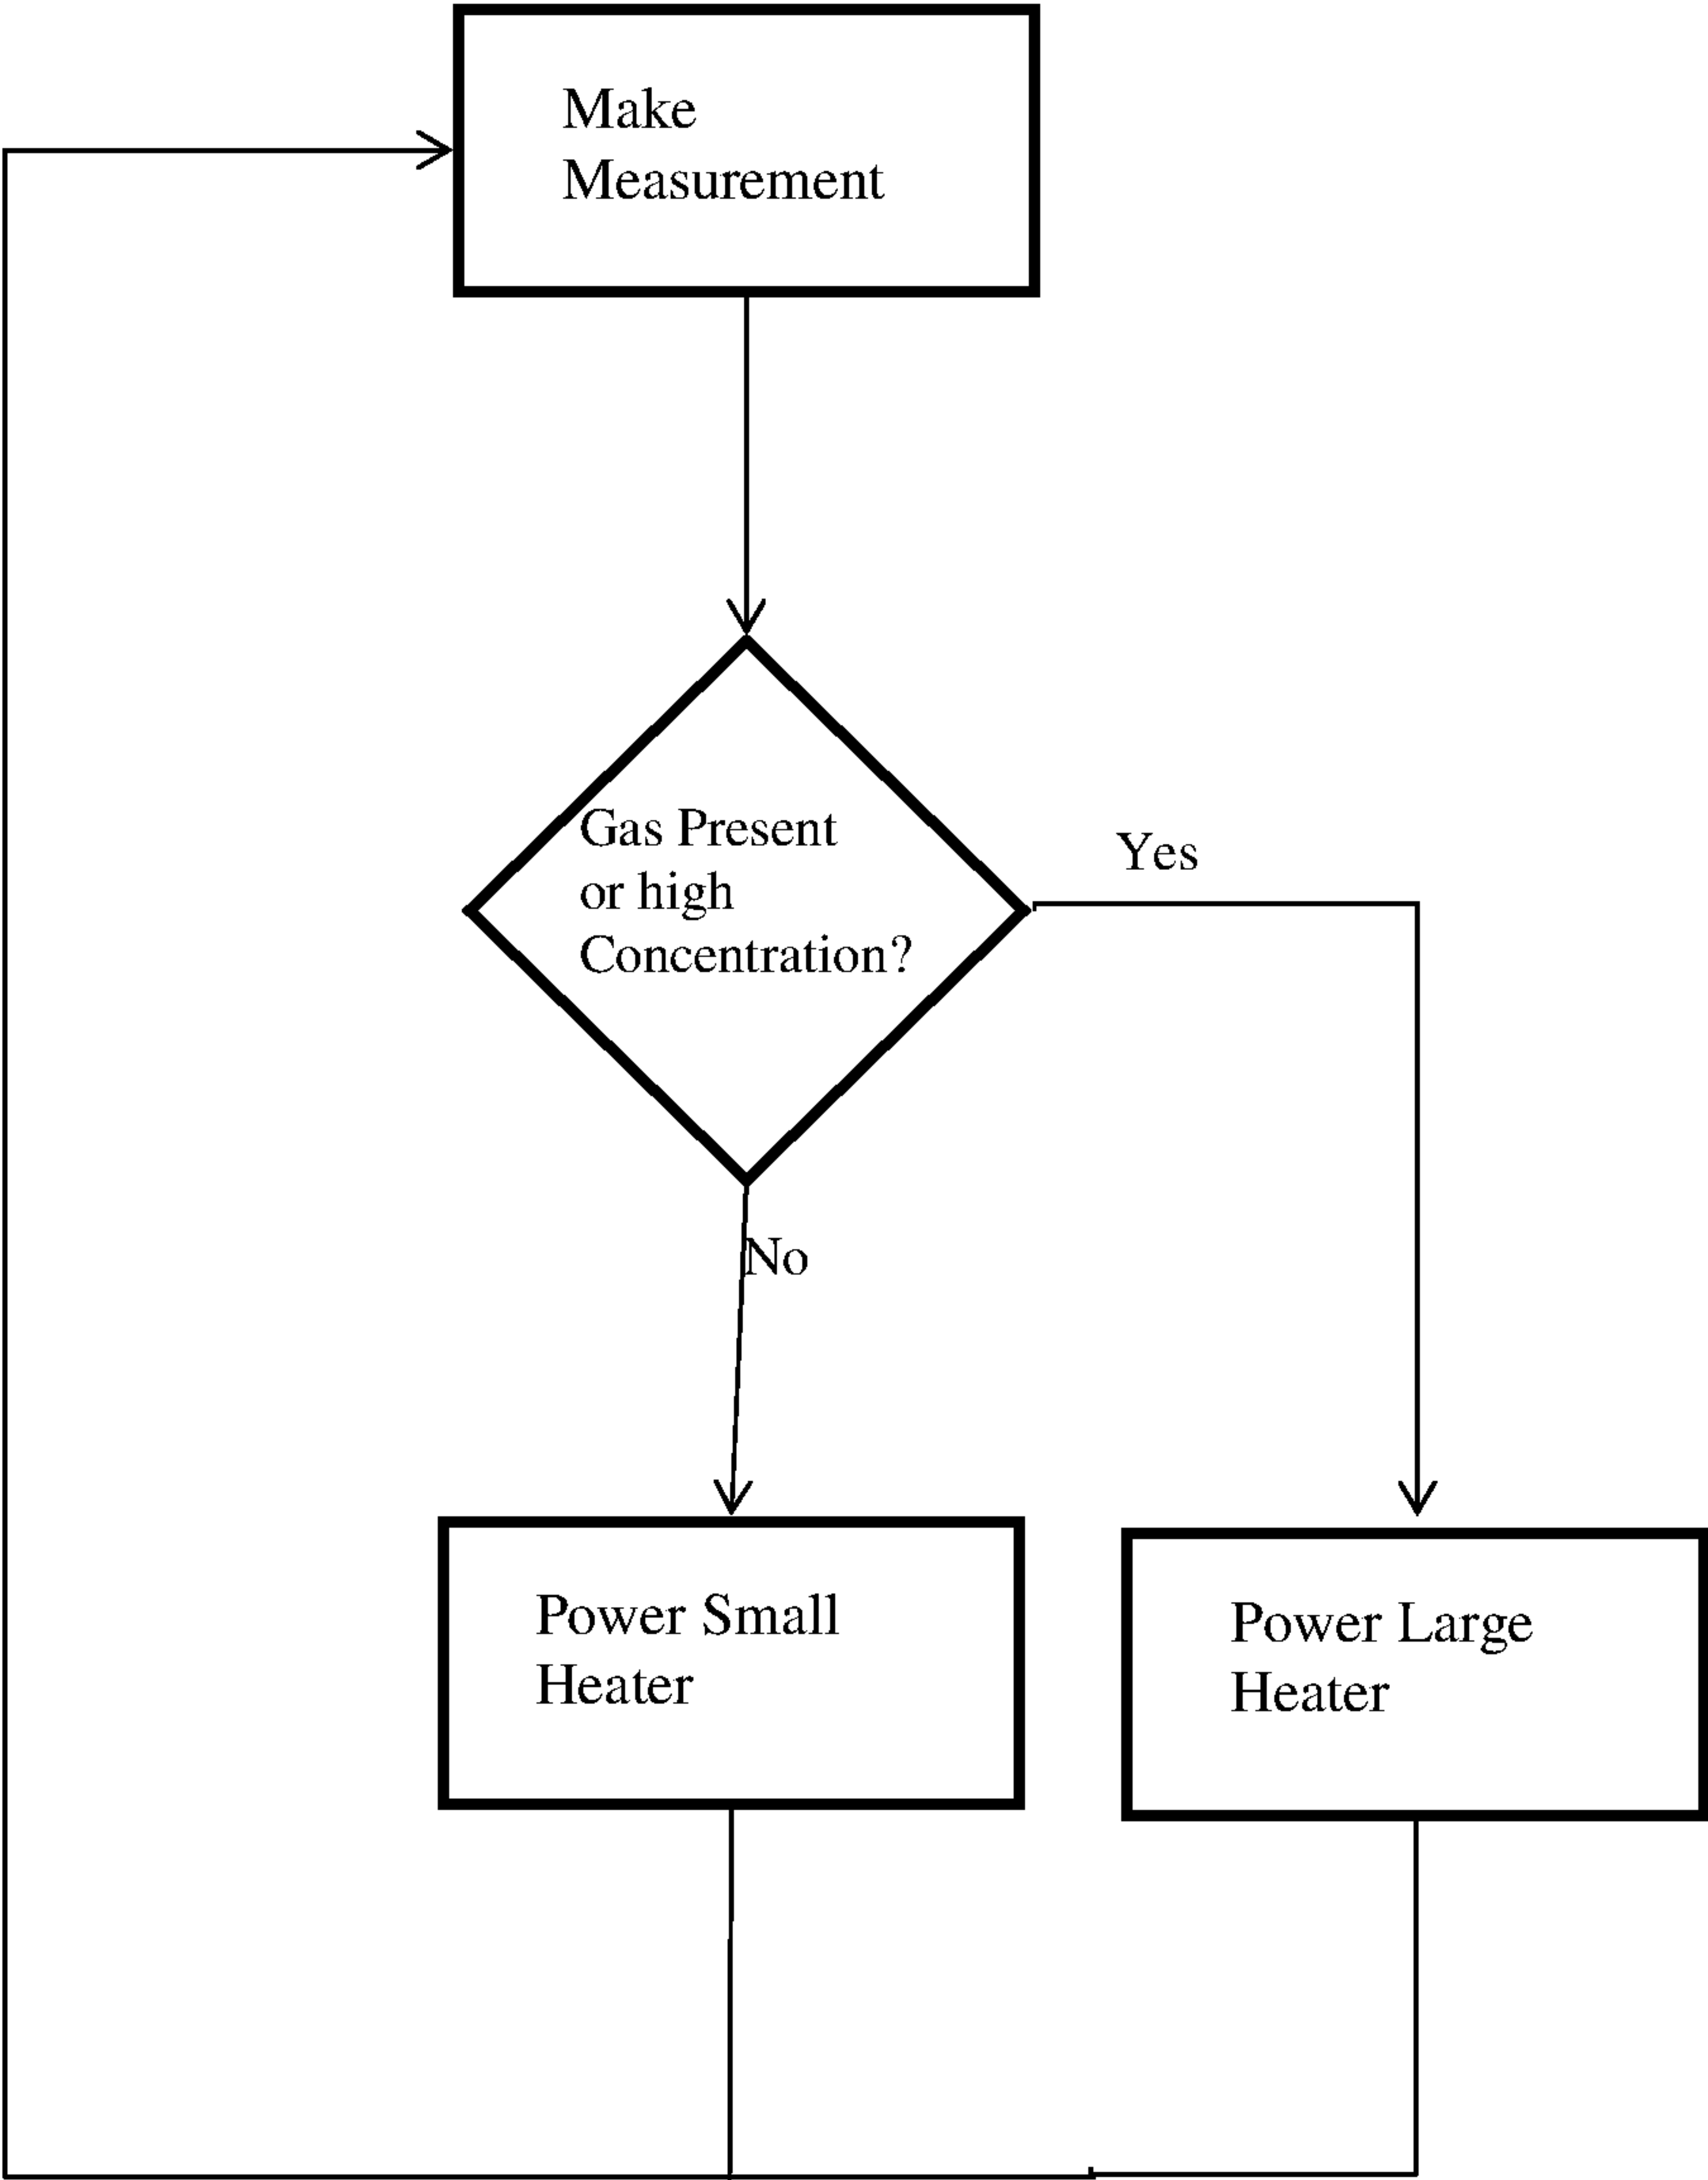 Make
Measurement
Gas Present
or high
Concentration?
Yes
No
Power Small
Heater
Power Large
Heater